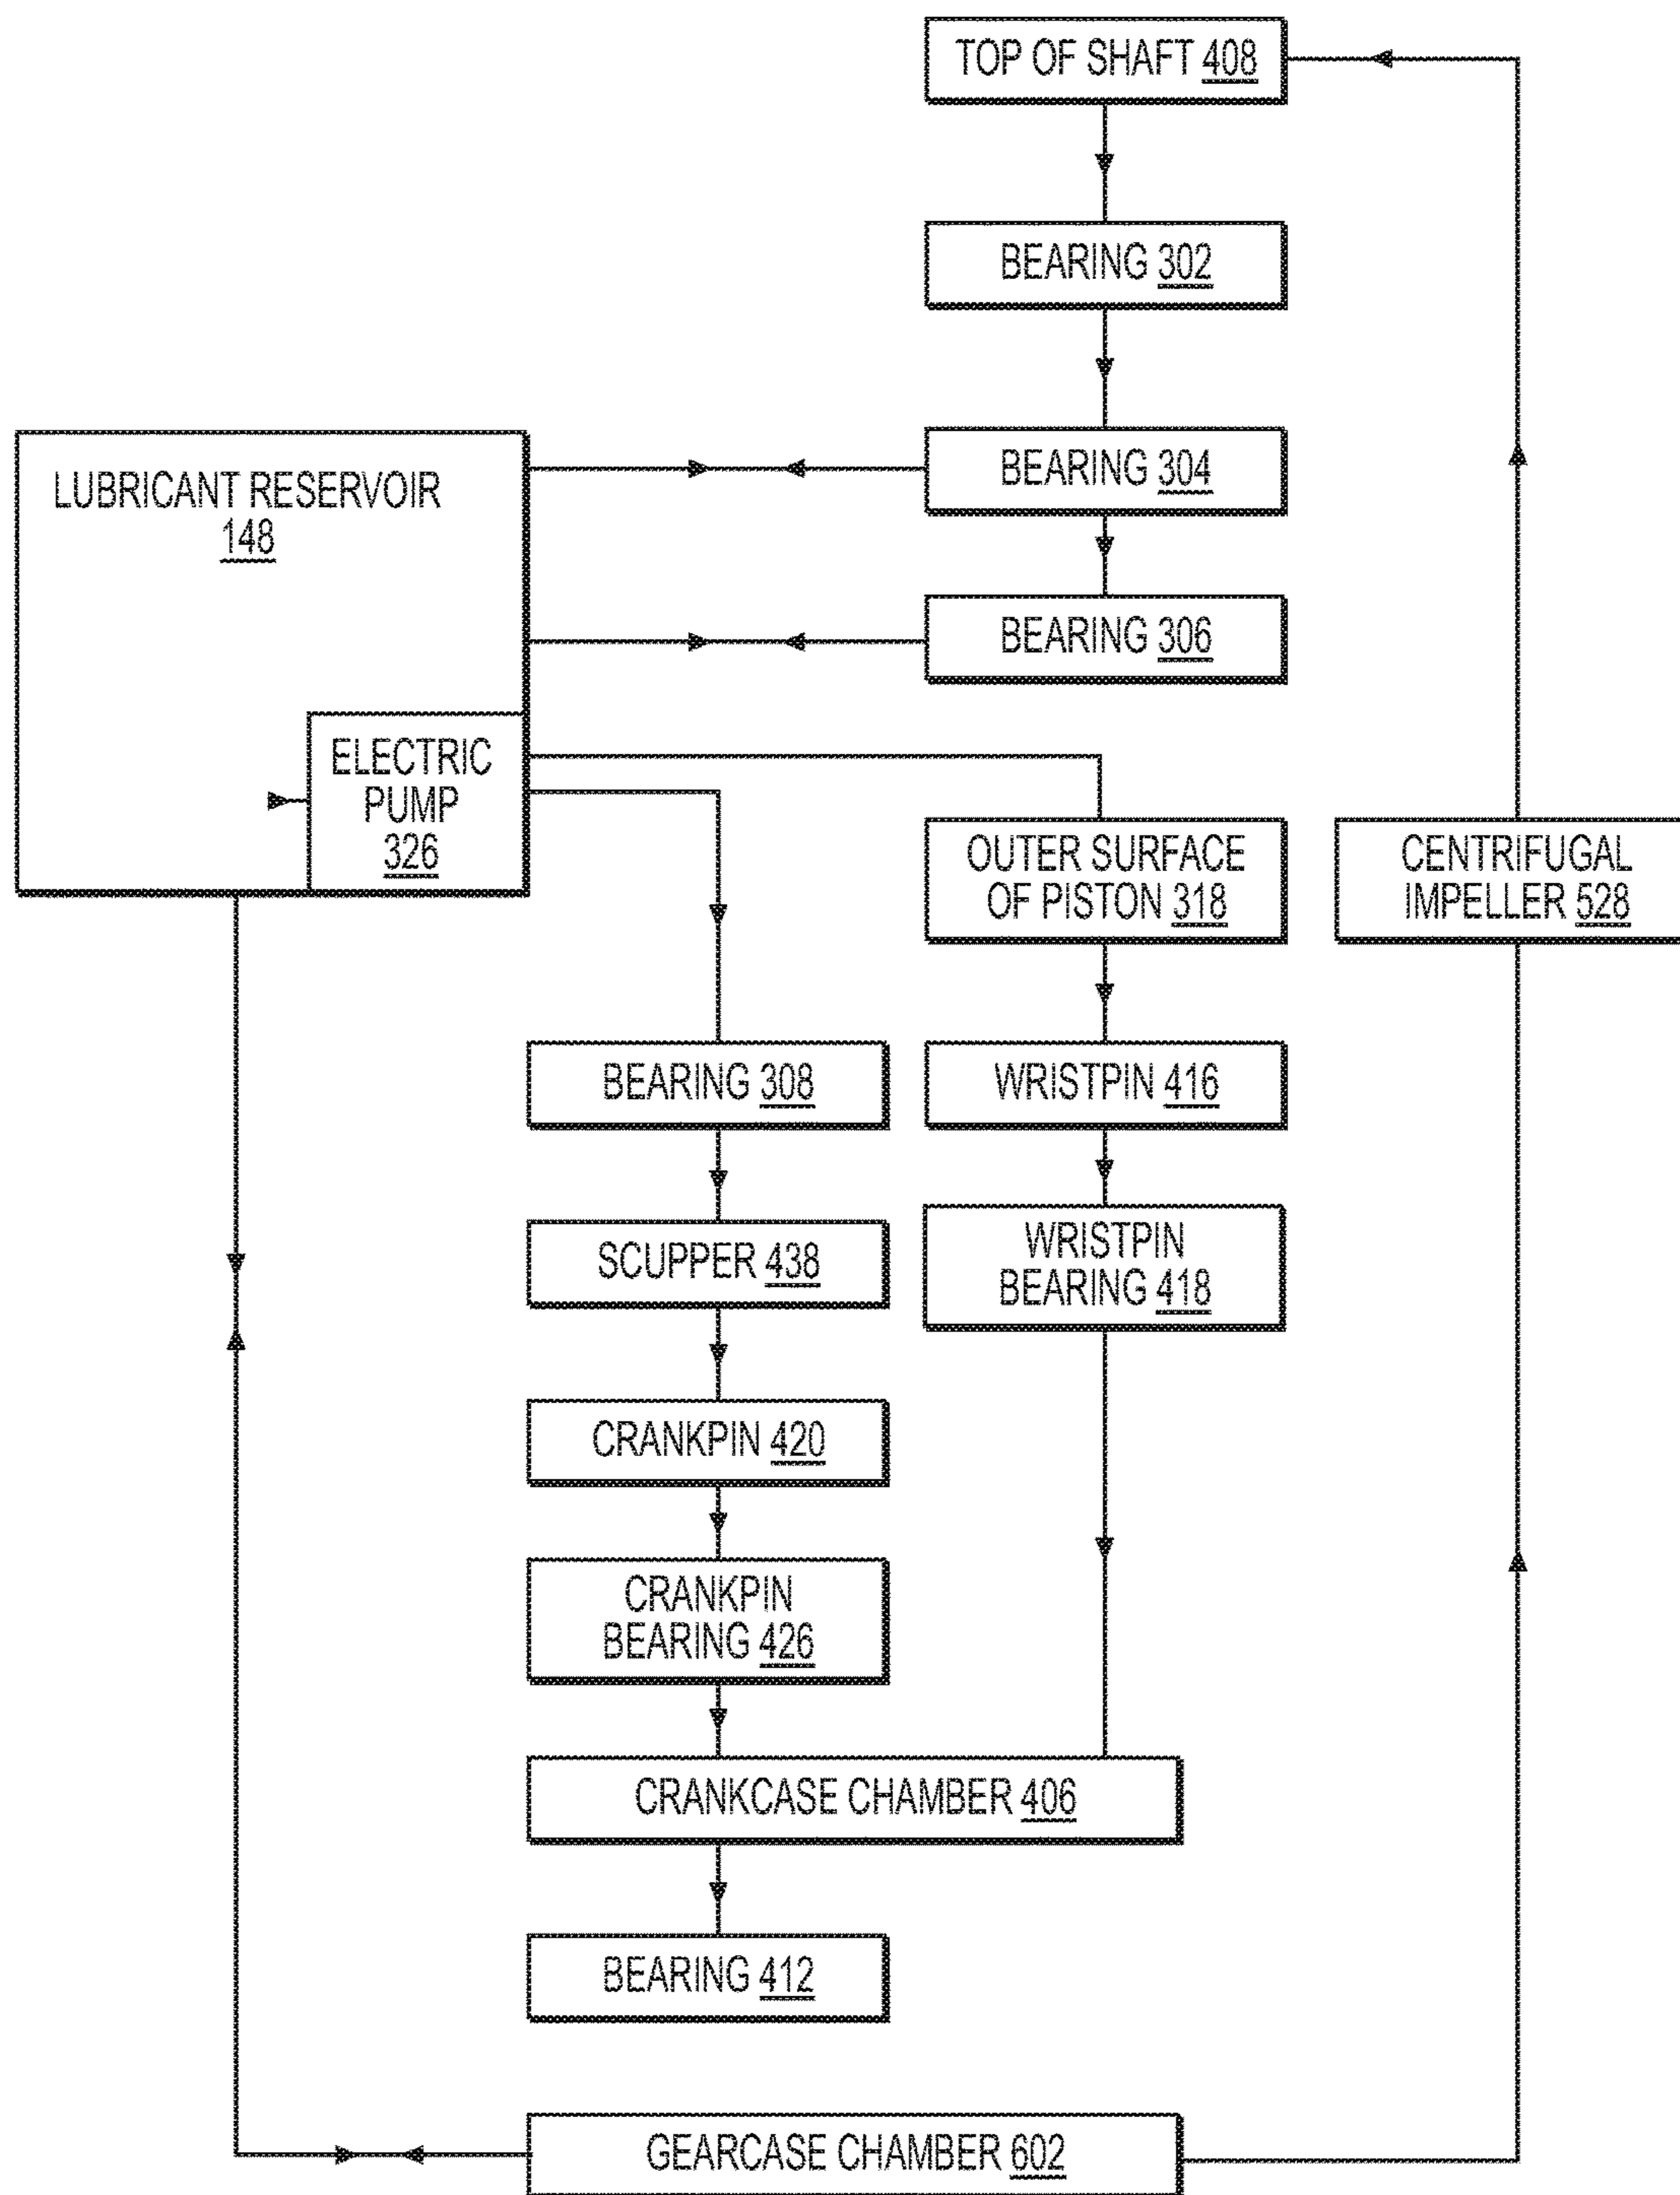 TOP OF SHAFT 408
BEARING 302
BEARING 304
LUBRICANT RESERVOIR
148
BEARING 306
ELECTRIC
PUMP
326
OUTER SURFACE
OF PISTON 318
CENTRIFUGAL
IMPELLER 528
BEARING 308
WRISTPIN 416
SCUPPER 438
WRISTPIN
BEARING 418
CRANKPIN 420
CRANKPIN
BEARING 426
CRANKCASE CHAMBER 406
BEARING 412
GEARCASE CHAMBER 602